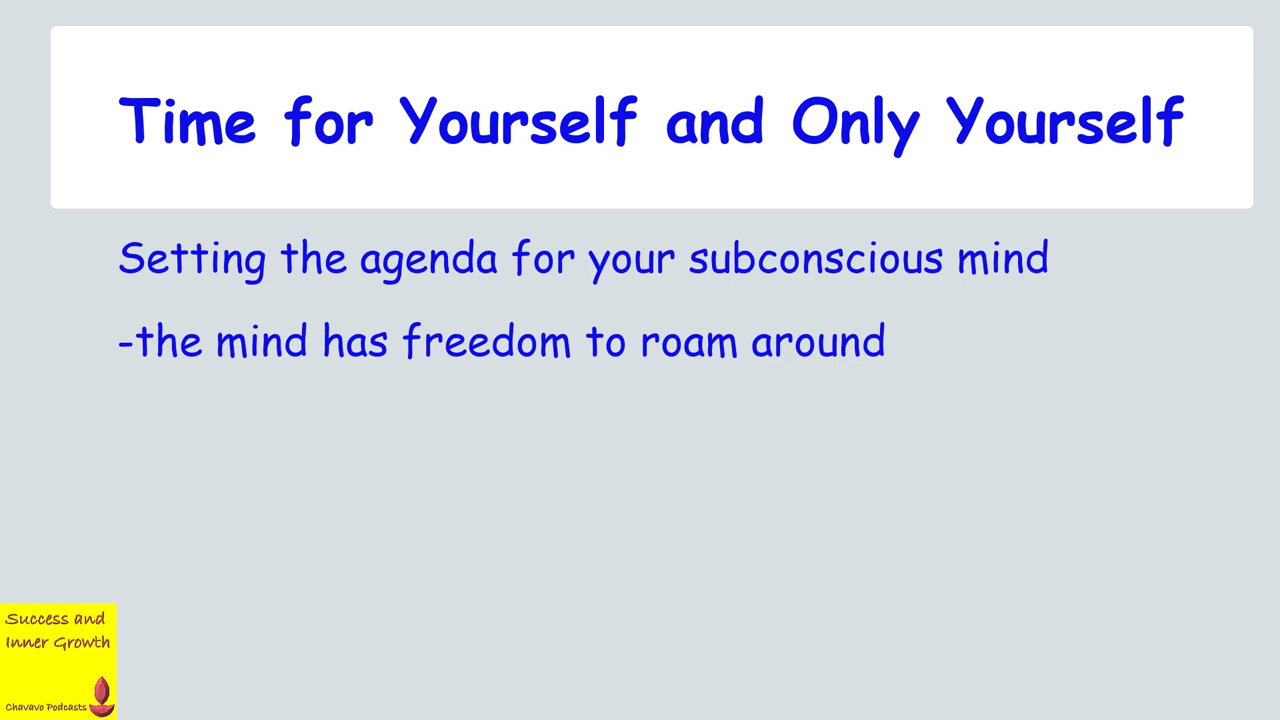 Time for Yourself and Only Yourself
Setting the agenda for your subconscious mind
-the mind has freedom to roam around
Success and
Inner Growth
Chavavo Podcasts